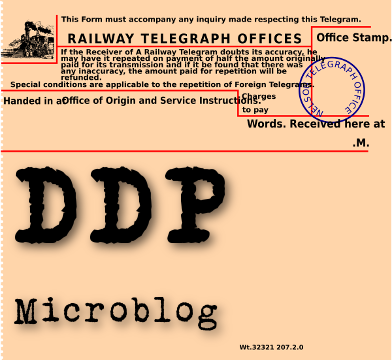 This Form must accompany any inquiry made respecting this Telegram.
RAILWAY TELEGRAPH OFFICES
Office Stamp.
If the Receiver of A Railway Telegram doubts its accuracy, he
may have it repeated on payment of half the amount originally
paid for its transmission and if it be found that there was
any inaccuracy, the amount paid for repetition will be
refunded.
Special conditions are applicable to the repetition of Foreign Telegrams.
NELSON TELEGRAPH OFFICE
Handed in at
Office of Origin and Service Instructions.
Charges
to pay
Words. Received here at
.M.
DDP
Microblog
Wt.32321 207.2.0